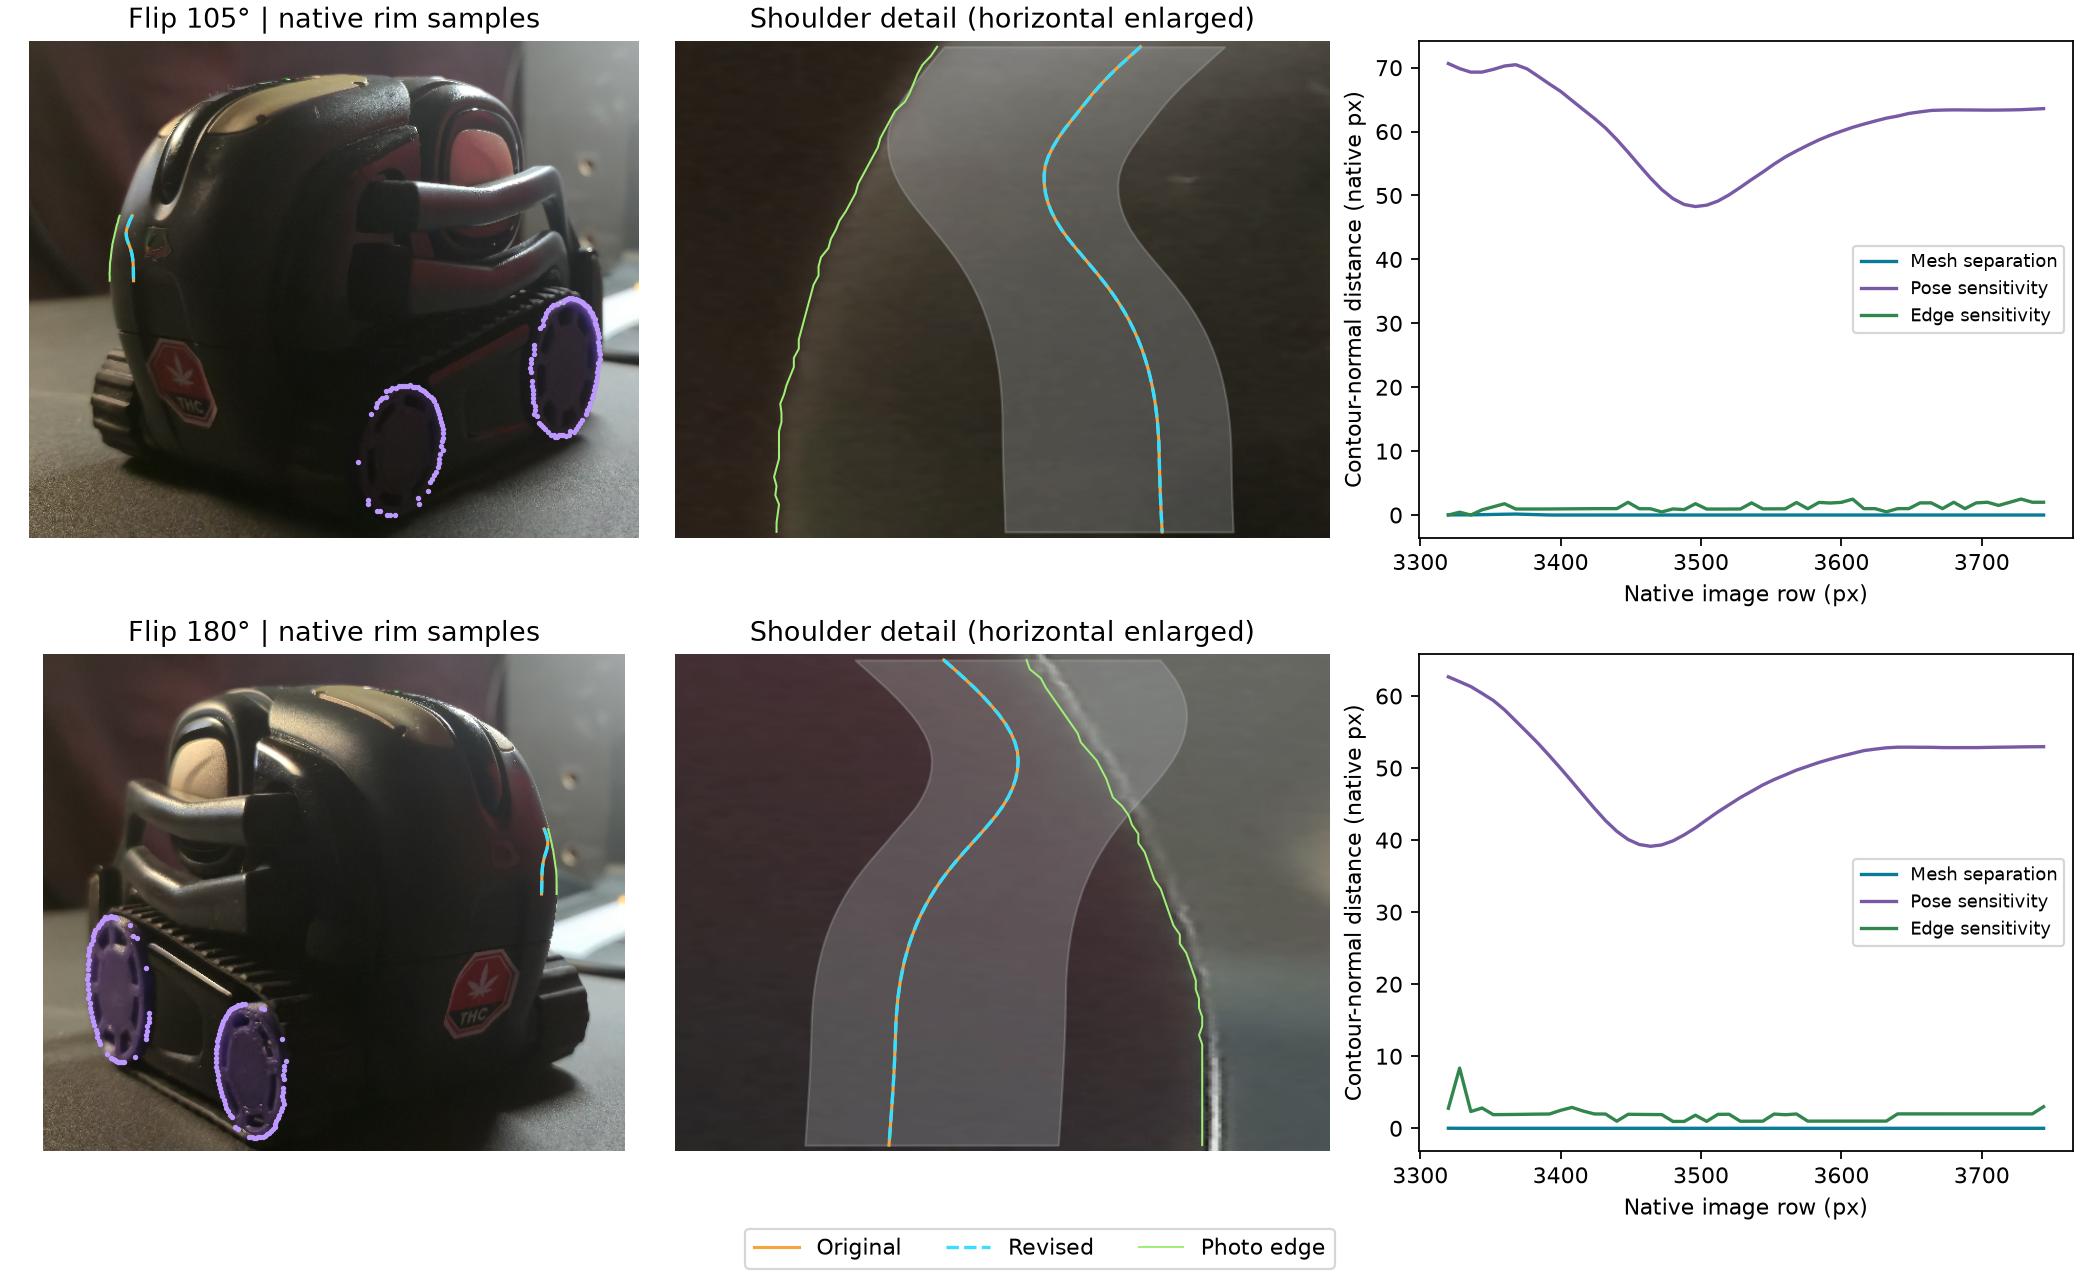 Flip 105° | native rim samples
Shoulder detail (horizontal enlarged)
THC
Contour-normal distance (native px)
70
60
50
40
30
20
10
0
Mesh separation
Pose sensitivity
Edge sensitivity
3300 3400 3500 3600 3700
Native image row (px)
Flip 180° | native rim samples
Shoulder detail (horizontal enlarged)
THC
Contour-normal distance (native px)
60
50
40
30
20
10
0
Mesh separation
Pose sensitivity
Edge sensitivity
3300 3400 3500 3600 3700
Native image row (px)
Original Revised Photo edge